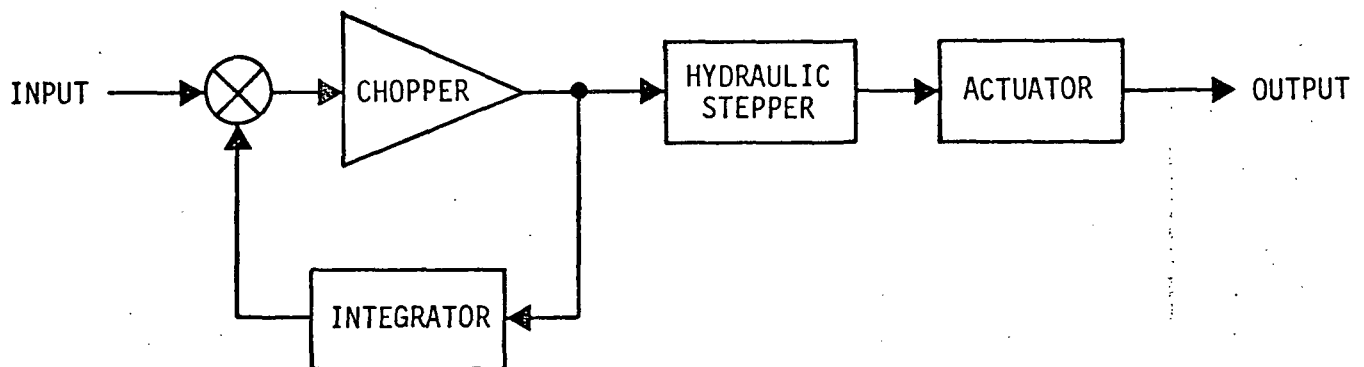 INPUT
CHOPPER
HYDRAULIC
STEPPER
ACTUATOR
OUTPUT
INTEGRATOR